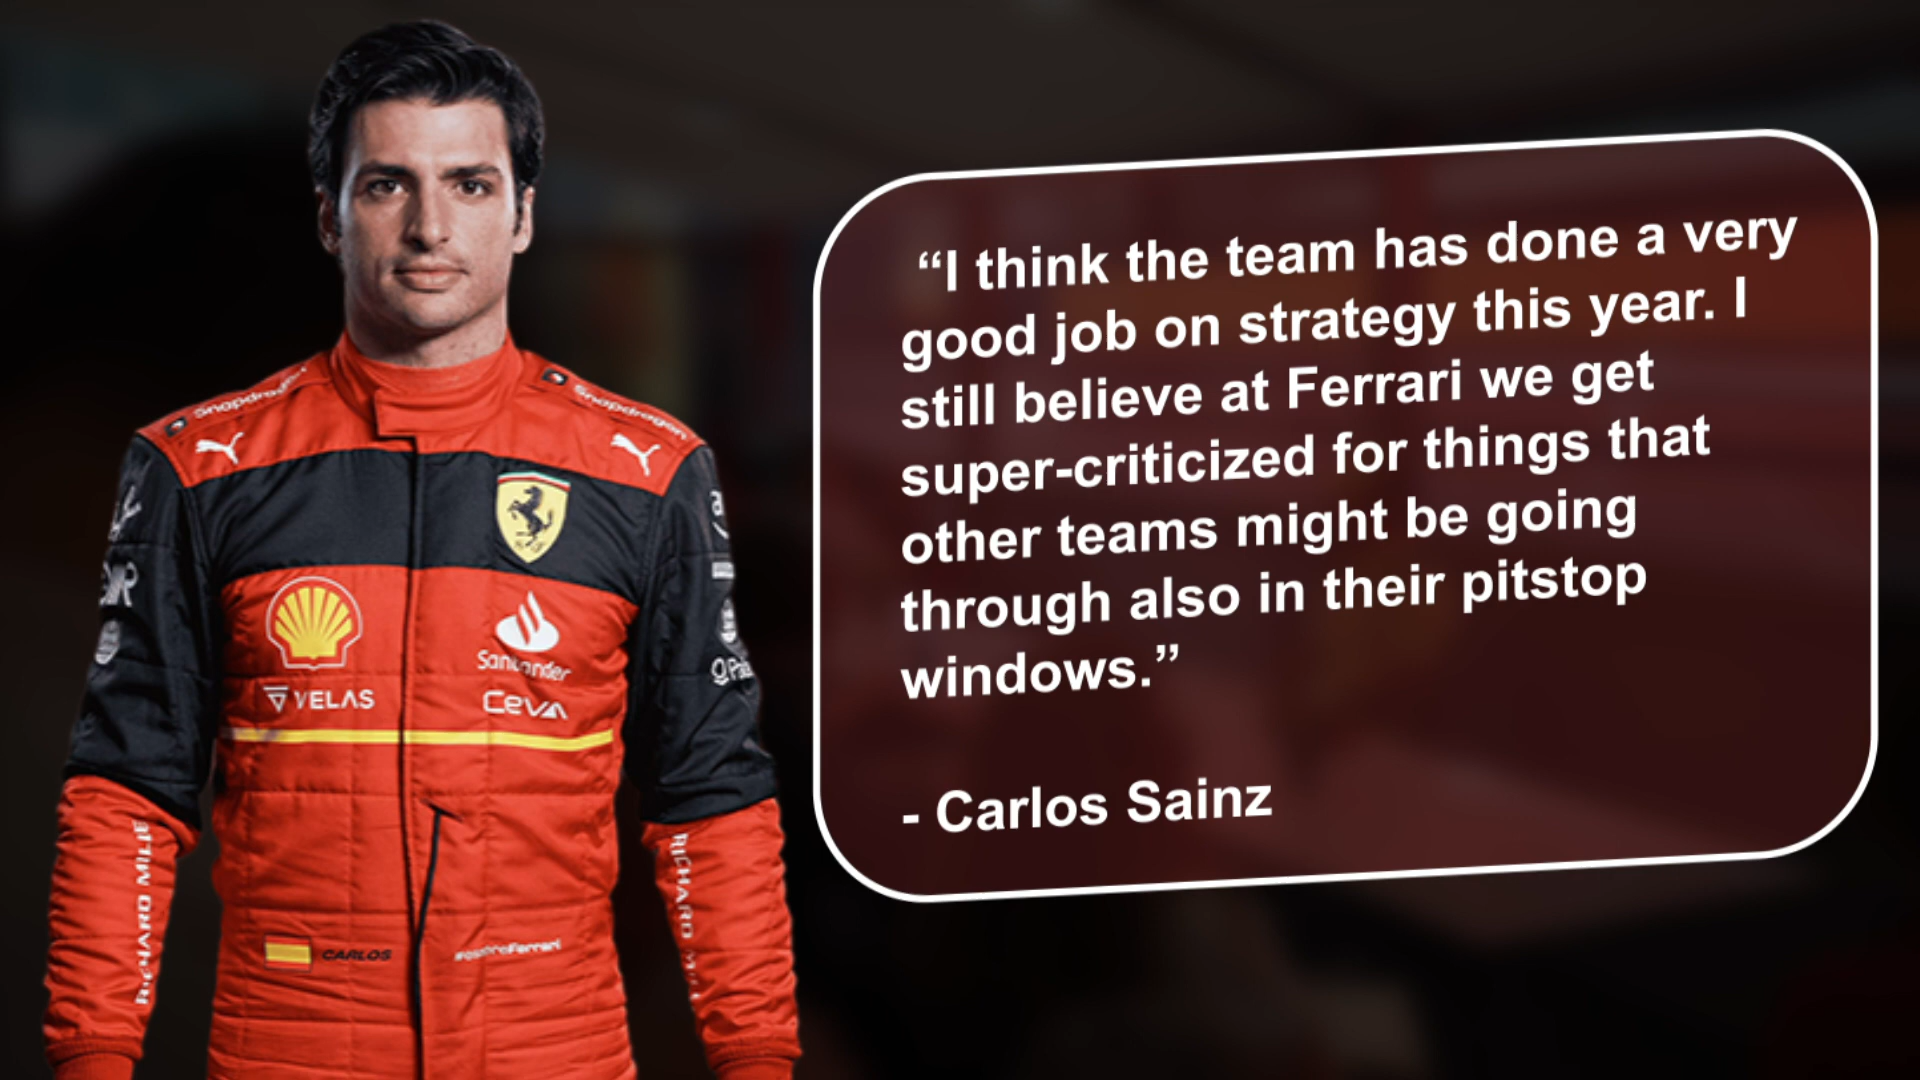 “I think the team has done a very
good job on strategy this year. I
still believe at Ferrari we get
super-criticized for things that
other teams might be going
through also in their pitstop
windows.”
- Carlos Sainz
Snapdragon
Snapdragon
Santander
VELAS
Ceva
RICHARD MILLE
RICHARD
CARLOS